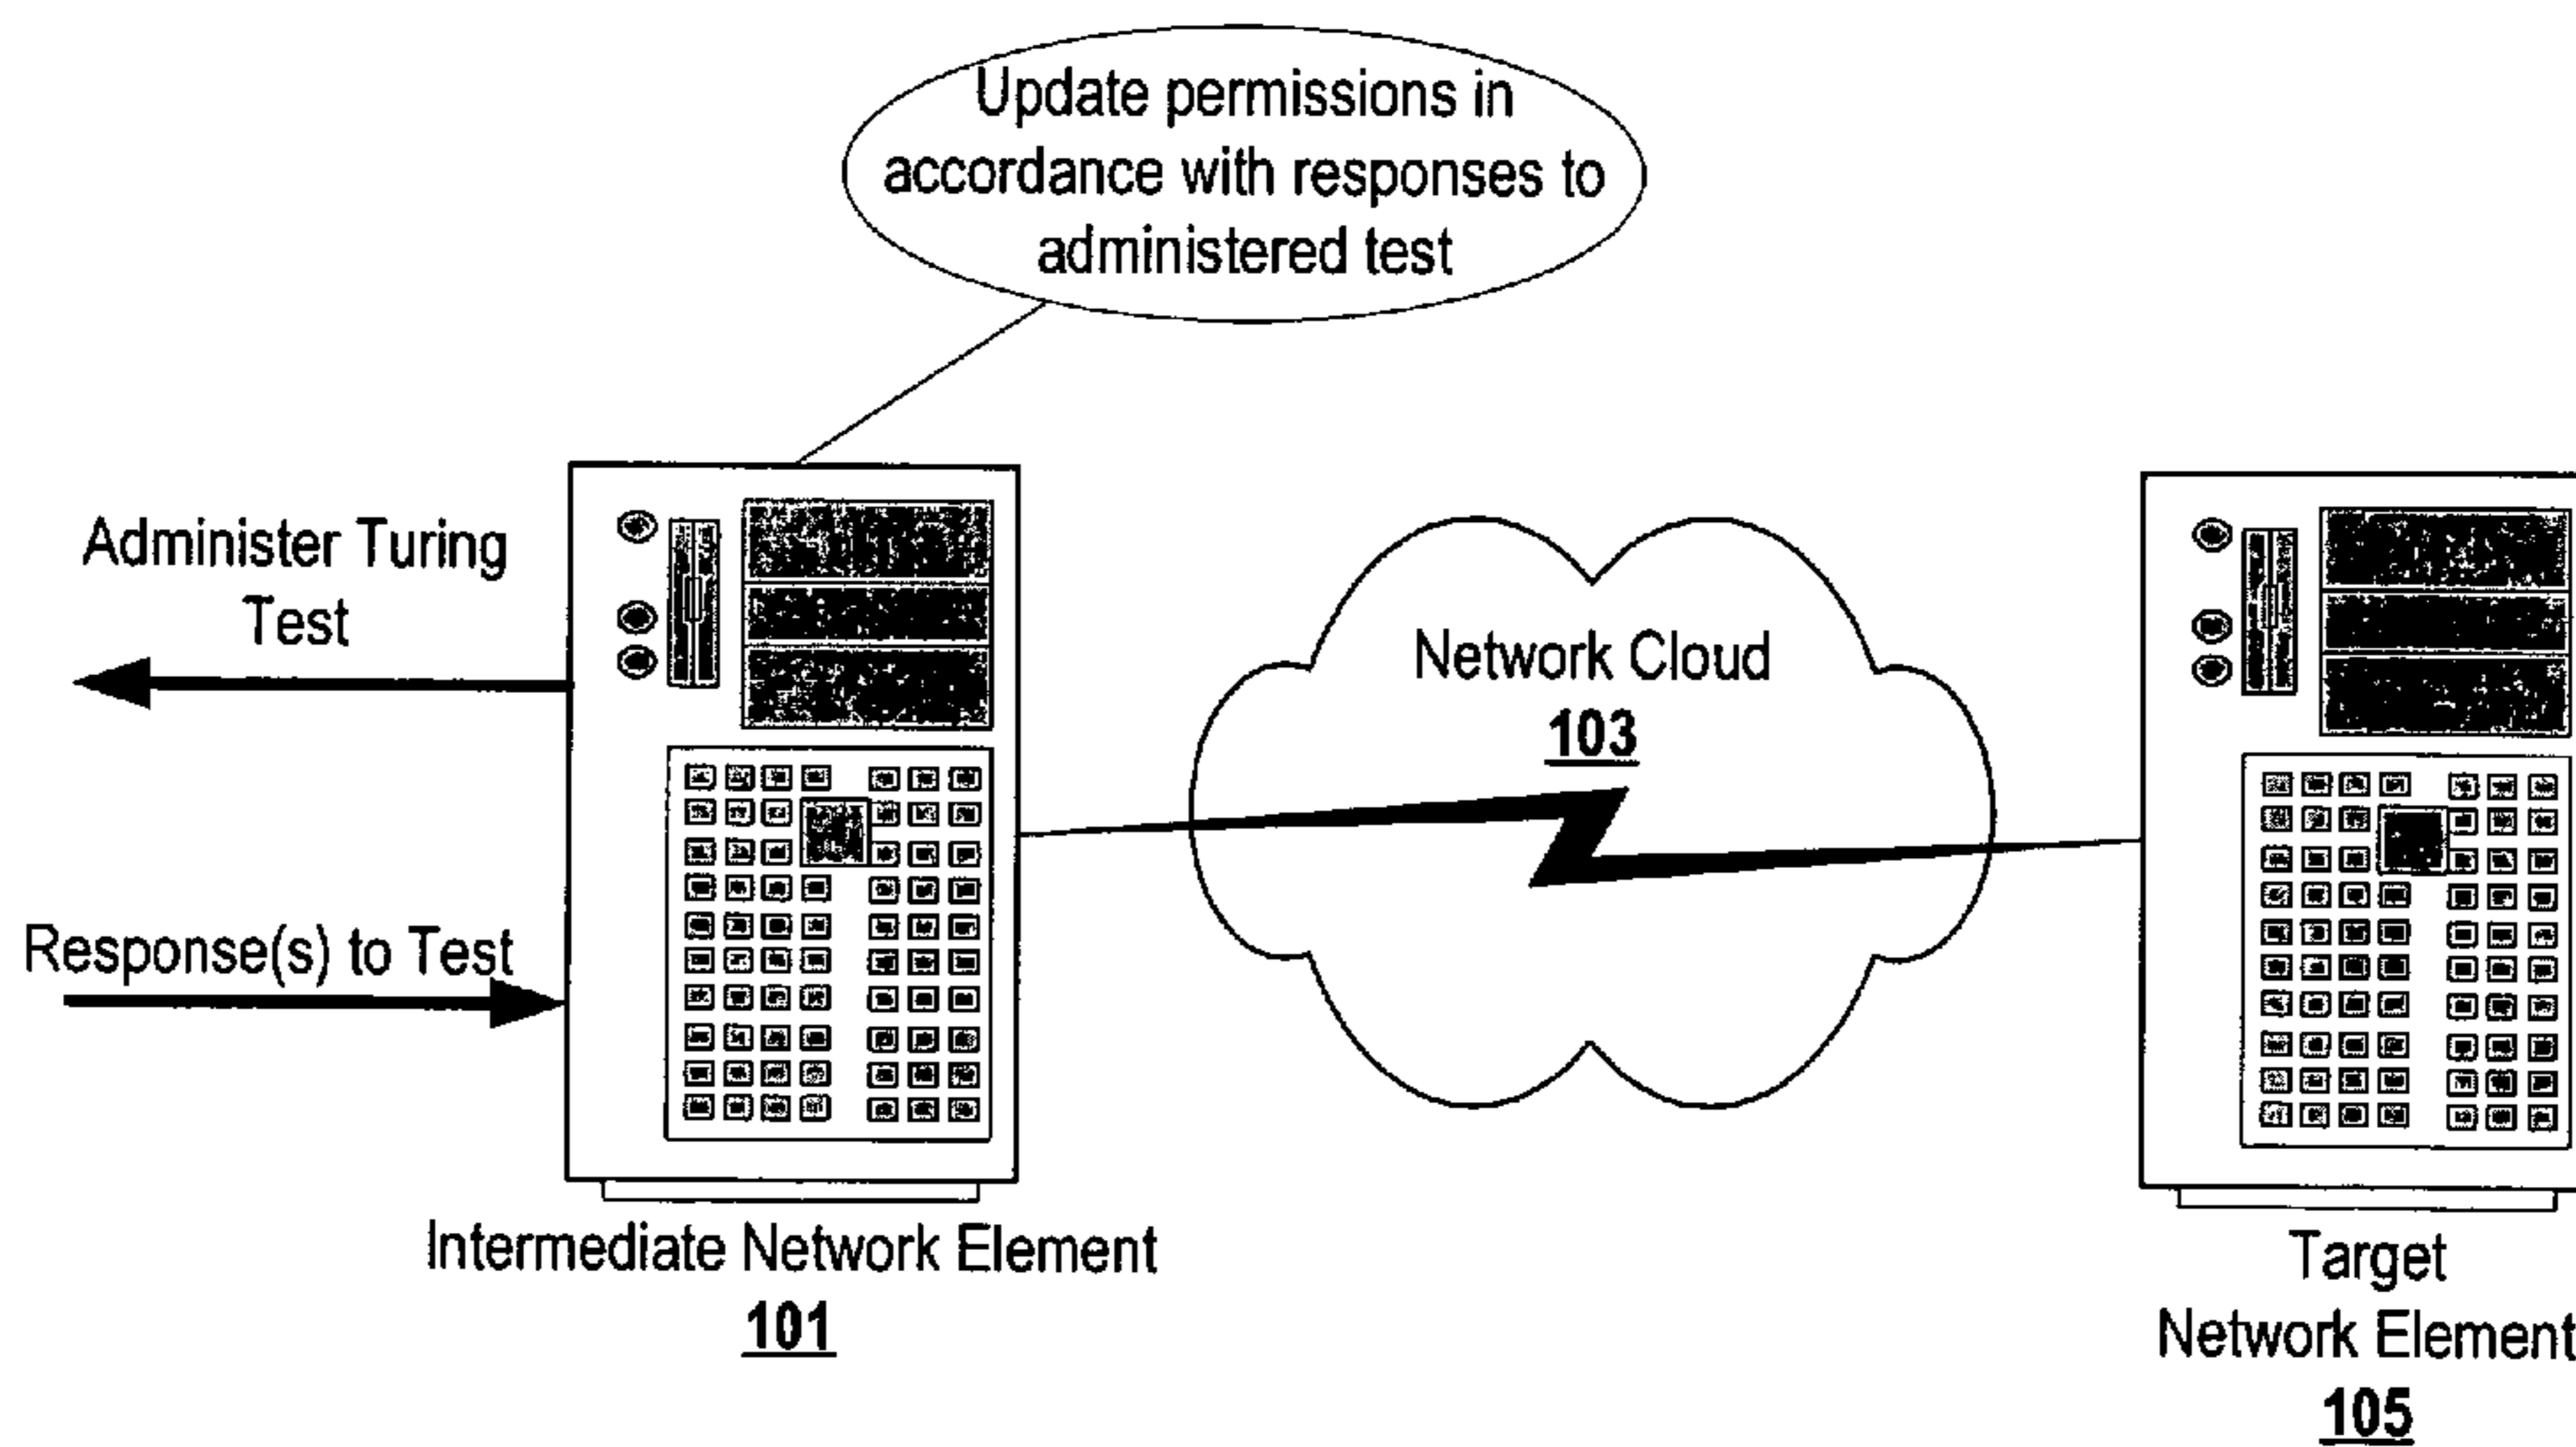 Update permissions in
accordance with responses to
administered test
Administer Turing
Test
Response(s) to Test
Network Cloud
103
Intermediate Network Element
101
Target
Network Element
105